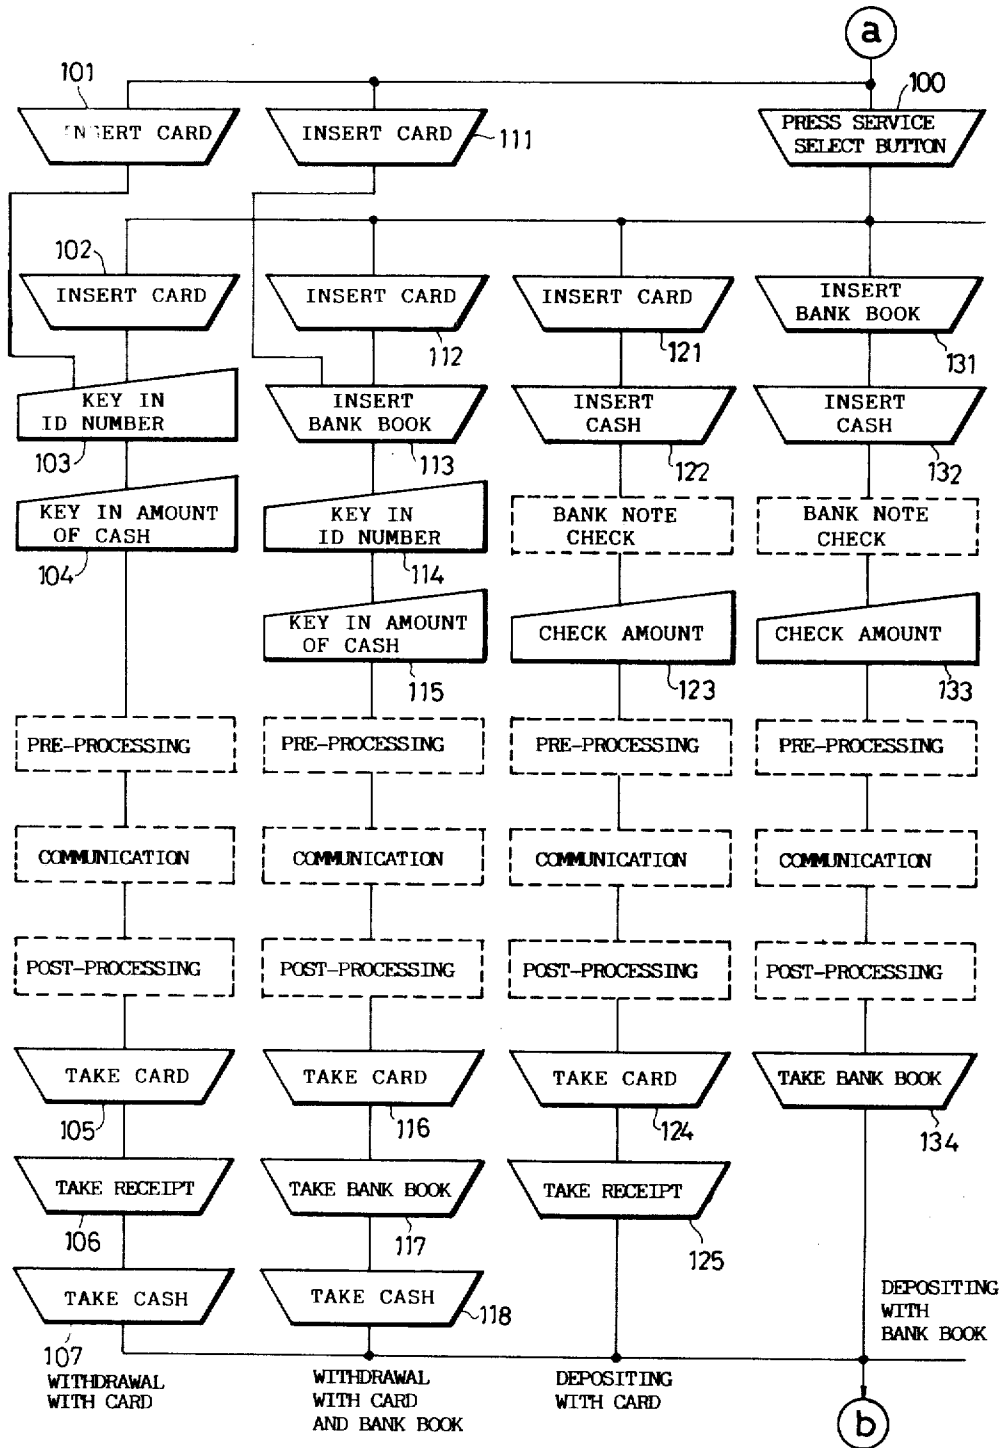 a
101
100
INSERT CARD
INSERT CARD
111
PRESS SERVICE
SELECT BUTTON
102
INSERT CARD
INSERT CARD
112
INSERT CARD
121
INSERT
BANK BOOK
131
KEY IN
ID NUMBER
103
INSERT
BANK BOOK
113
INSERT
CASH
122
INSERT
CASH
132
KEY IN AMOUNT
OF CASH
104
KEY IN
ID NUMBER
114
BANK NOTE
CHECK
BANK NOTE
CHECK
KEY IN AMOUNT
OF CASH
115
CHECK AMOUNT
123
CHECK AMOUNT
133
PRE-PROCESSING
PRE-PROCESSING
PRE-PROCESSING
PRE-PROCESSING
COMMUNICATION
COMMUNICATION
COMMUNICATION
COMMUNICATION
POST-PROCESSING
POST-PROCESSING
POST-PROCESSING
POST-PROCESSING
TAKE CARD
105
TAKE CARD
116
TAKE CARD
124
TAKE BANK BOOK
134
TAKE RECEIPT
106
TAKE BANK BOOK
117
TAKE RECEIPT
125
TAKE CASH
107
TAKE CASH
118
DEPOSITING
WITH
BANK BOOK
WITHDRAWAL
WITH CARD
WITHDRAWAL
WITH CARD
AND BANK BOOK
DEPOSITING
WITH CARD
b